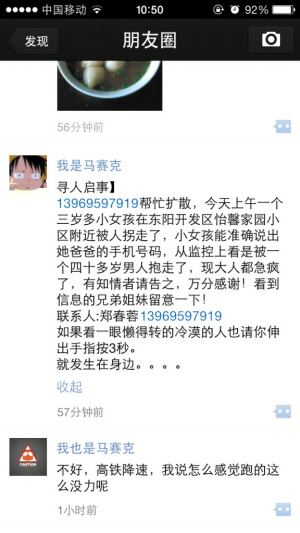 中国移动
10:50
92%
发现
朋友圈
56分钟前
我是马赛克
寻人启事】
13969597919帮忙扩散，今天上午一个
三岁多小女孩在东阳开发区怡馨家园小
区附近被人拐走了，小女孩能准确说出
她爸爸的手机号码，从监控上看是被一
个四十多岁男人抱走了，现大人都急疯
了，有知情者请告之，万分感谢！看到
信息的兄弟姐妹留意一下！
联系人:郑春蓉13969597919
如果看一眼懒得转的冷漠的人也请你伸
出手指按3秒。
就发生在身边。。。。
收起
57分钟前
CAUTION
我也是马赛克
不好，高铁降速，我说怎么感觉跑的这
么没力呢
1小时前